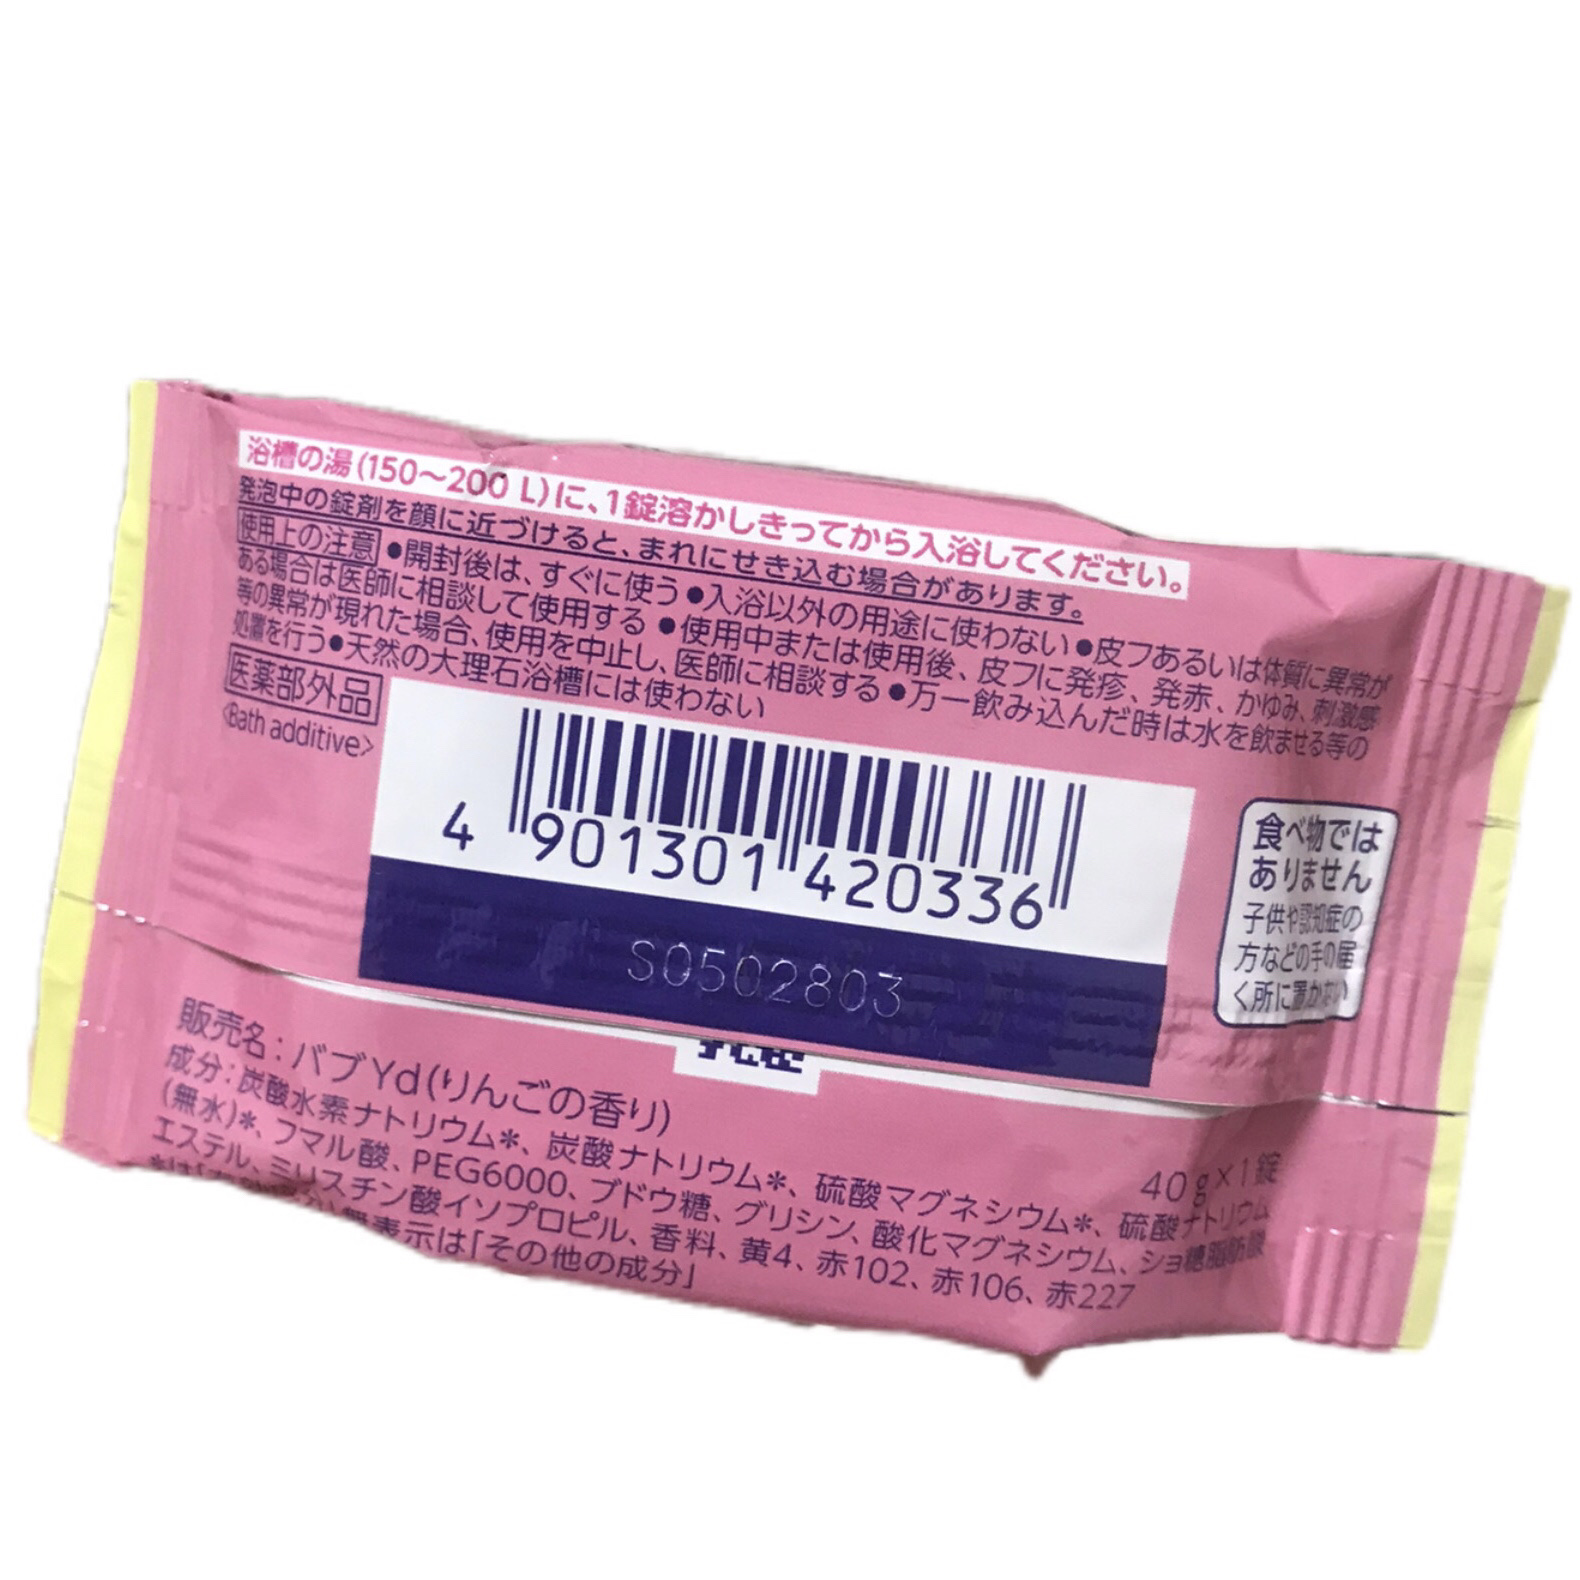 浴槽の湯(150〜200 L)に、1錠溶かしきってから入浴してください。
発泡中の錠剤を顔に近づけると、まれにせき込む場合があります。
使用上の注意 ●開封後は、すぐに使う ●入浴以外の用途に使わない ●皮フあるいは体質に異常が
ある場合は医師に相談して使用する ●使用中または使用後、皮フに発疹、発赤、かゆみ、刺激感
等の異常が現れた場合、使用を中止し、医師に相談する ●万一飲み込んだ時は水を飲ませる等の
処置を行う ●天然の大理石浴槽には使わない
医薬部外品
<Bath additive>
4 901301 420336
食べ物では
ありません
子供や認知症の
方などの手の届
く所に置かない
S0502803
販売名:バブYd(りんごの香り)
40g×1錠
成分:炭酸水素ナトリウム*、炭酸ナトリウム*、硫酸マグネシウム*、硫酸ナトリウム
(無水)*、フマル酸、PEG6000、ブドウ糖、グリシン、酸化マグネシウム、ショ糖脂肪酸
エステル、ミリスチン酸イソプロピル、香料、黄4、赤102、赤106、赤227
無表示は「その他の成分」